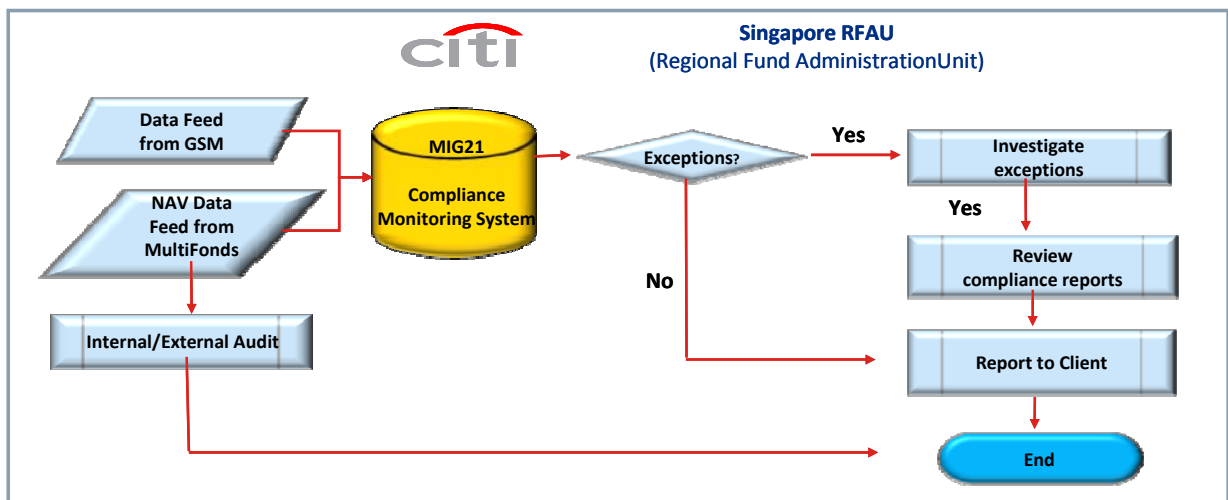 citi
Singapore RFAU
(Regional Fund AdministrationUnit)
Data Feed
from GSM
NAV Data
Feed from
MultiFonds
Internal/External Audit
MIG21
Compliance
Monitoring System
Exceptions?
Yes
No
Investigate
exceptions
Yes
Review
compliance reports
Report to Client
End